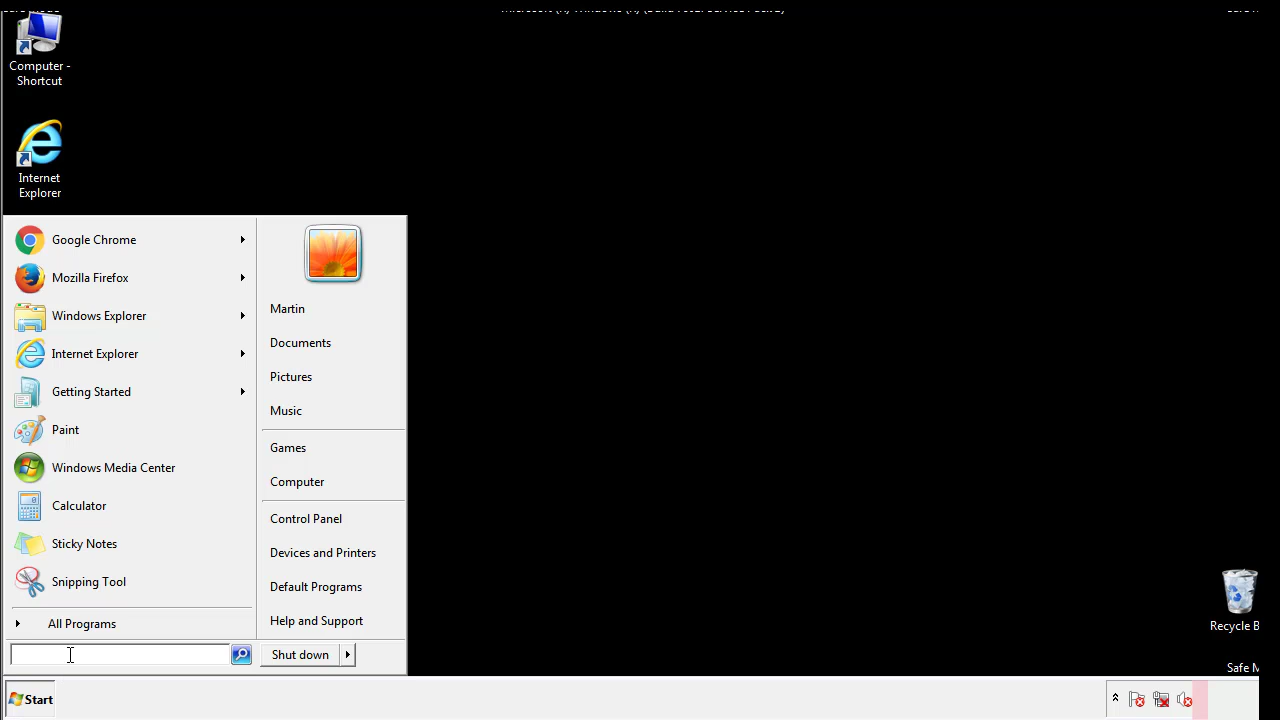 Computer -
Shortcut
Internet
Explorer
Google Chrome
Mozilla Firefox
Windows Explorer
Internet Explorer
Getting Started
Paint
Windows Media Center
Calculator
Sticky Notes
Snipping Tool
All Programs
Martin
Documents
Pictures
Music
Games
Computer
Control Panel
Devices and Printers
Default Programs
Help and Support
Shut down
Recycle B
Safe M
Start